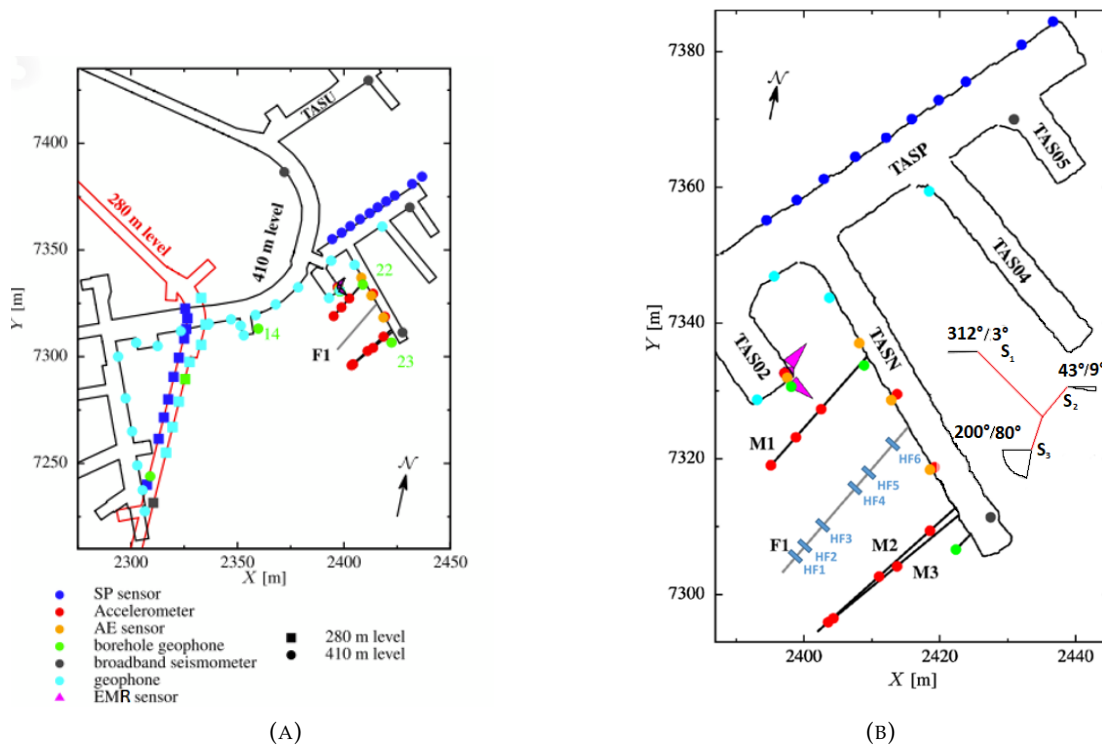 7400
7350
7300
7250
Y [m]
2300
2350
2400
2450
X [m]
TASU
280 m level
410 m level
14
22
23
F1
N
SP sensor
Accelerometer
AE sensor
borehole geophone
broadband seismometer
geophone
EMR sensor
280 m level
410 m level
(A)
7380
7360
7340
7320
7300
Y [m]
2400
2420
2440
X [m]
N
TASP
TAS05
TAS04
TASN
TAS02
312°/3°
S1
43°/9°
S2
200°/80°
S3
M1
HF6
HF5
HF4
HF3
HF2
HF1
F1
M2
M3
(B)